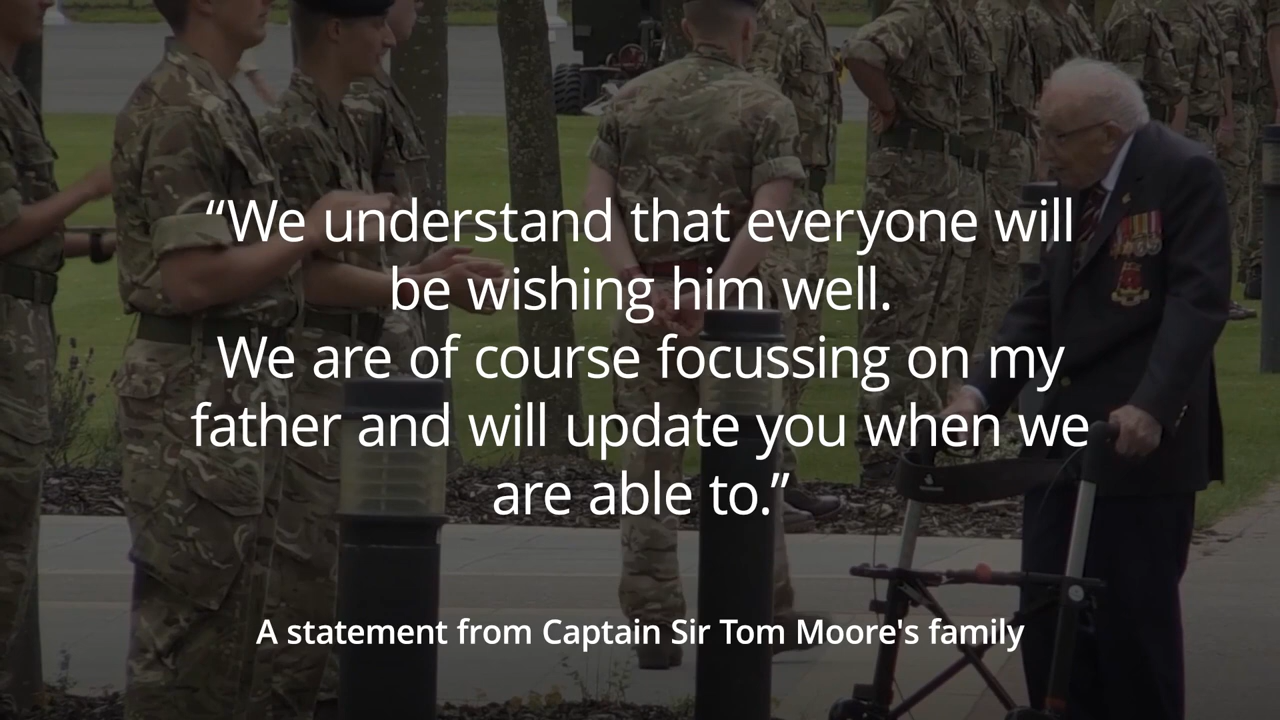 “We understand that everyone will
be wishing him well.
We are of course focussing on my
father and will update you when we
are able to.”
A statement from Captain Sir Tom Moore's family